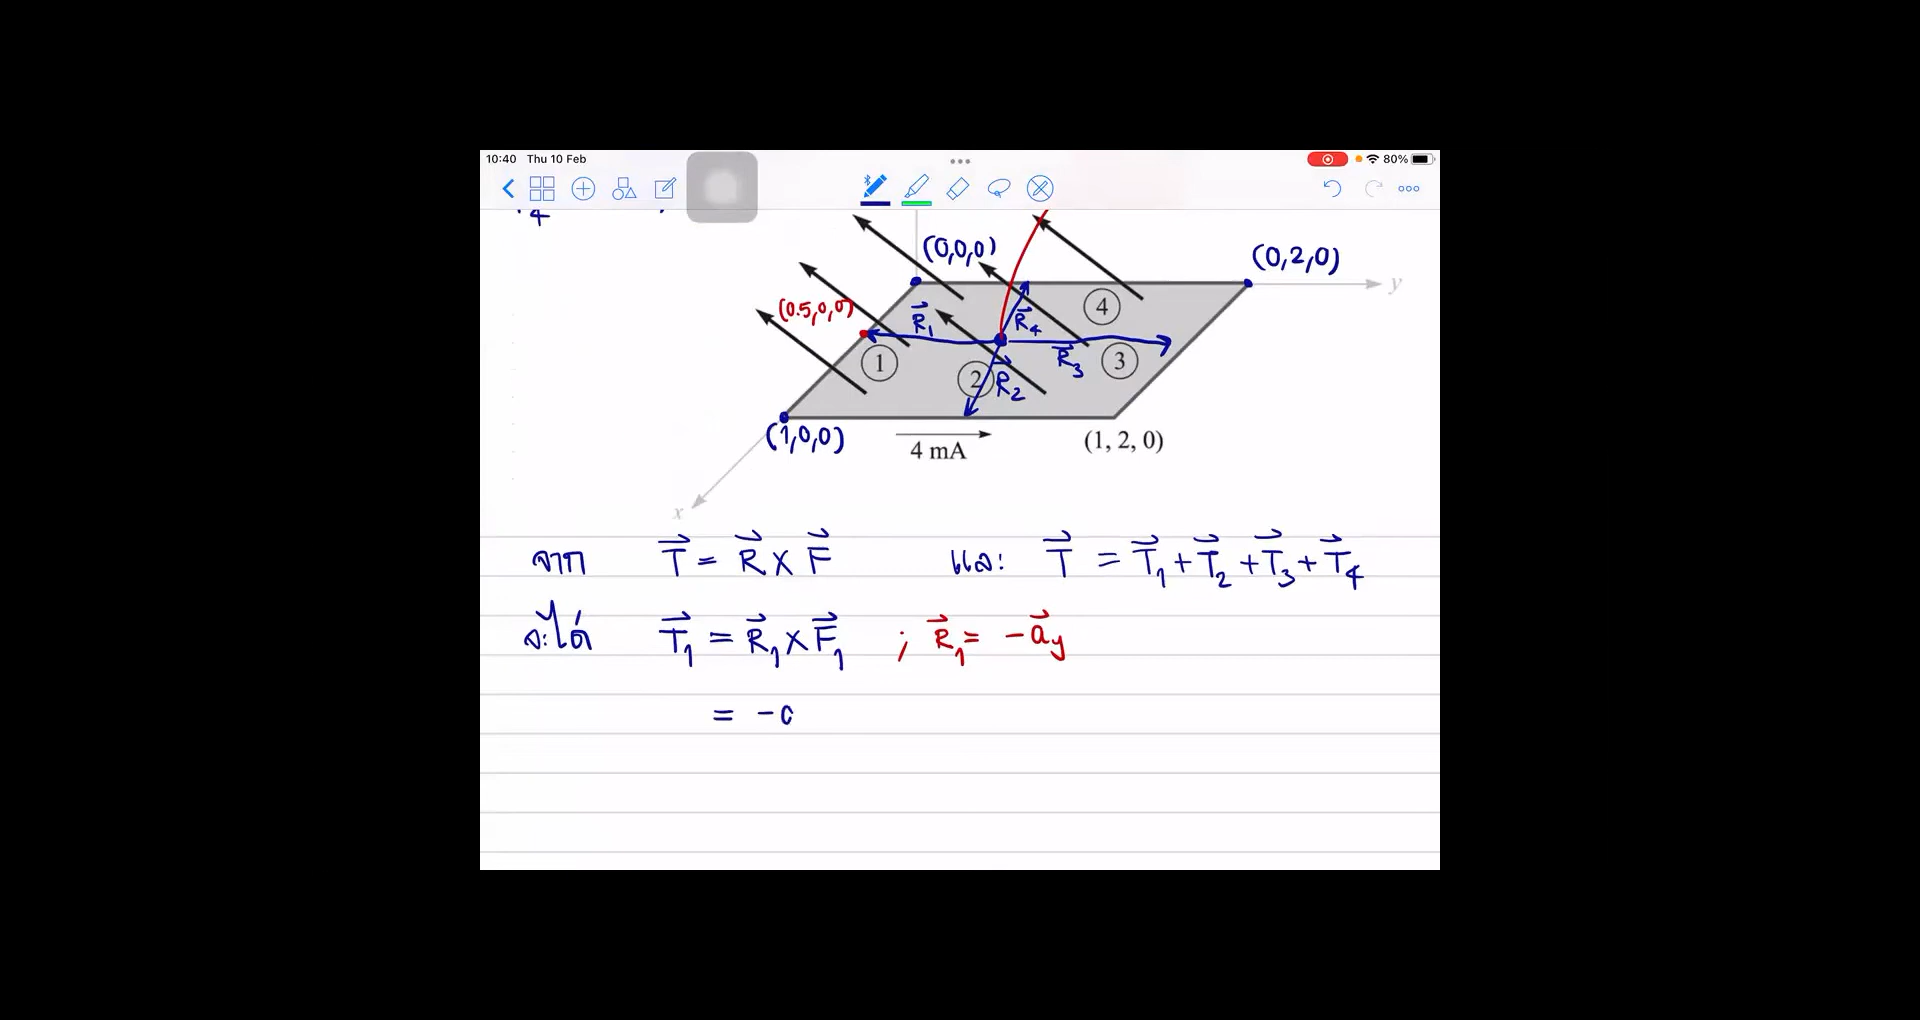 10:40 Thu 10 Feb
80%
4
(0,0,0)
(0,2,0)
y
(0.5,0,0)
R⃗₁
R⃗₄
4
1
2
R⃗₂
R⃗₃
3
(1,0,0)
4 mA
(1, 2, 0)
x
จาก T⃗ = R⃗ × F⃗ และ T⃗ = T⃗₁ + T⃗₂ + T⃗₃ + T⃗₄
จะได้ T⃗₁ = R⃗₁ × F⃗₁ ; R⃗₁ = -a⃗y
= -